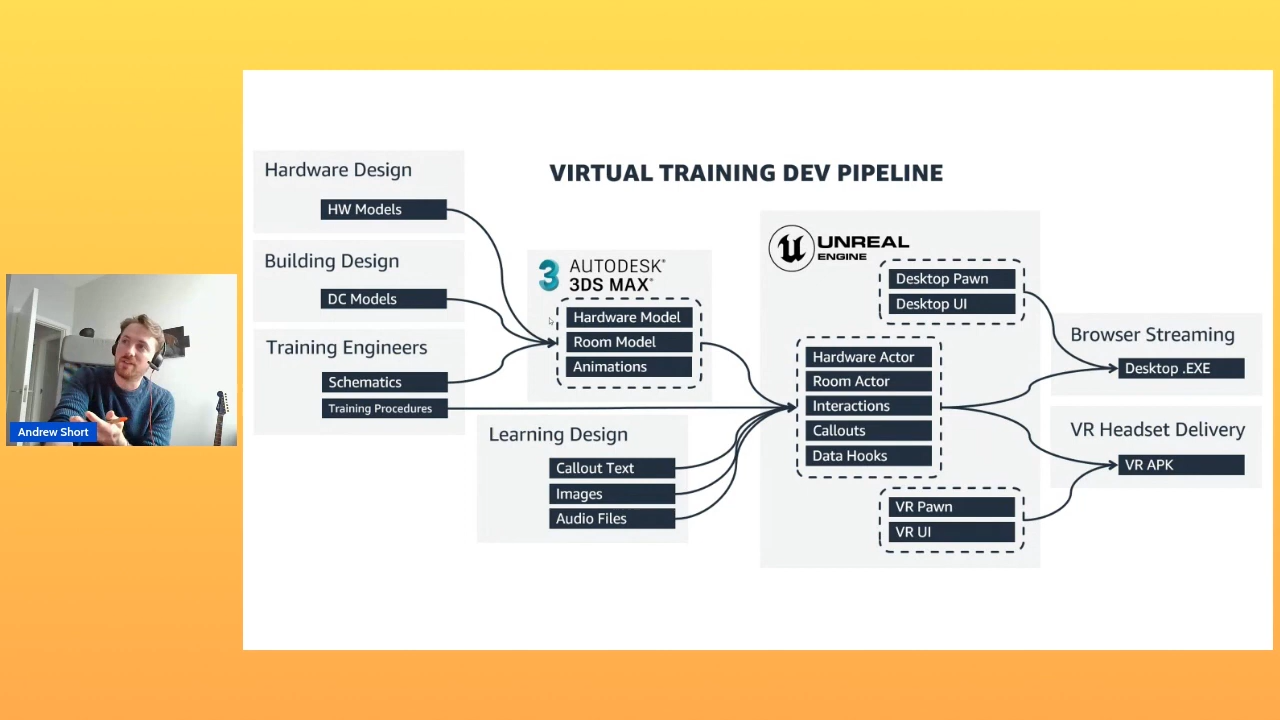 VIRTUAL TRAINING DEV PIPELINE
Hardware Design
HW Models
Building Design
DC Models
Training Engineers
Schematics
Training Procedures
3 AUTODESK®
3DS MAX®
Hardware Model
Room Model
Animations
Learning Design
Callout Text
Images
Audio Files
UNREAL
ENGINE
Desktop Pawn
Desktop UI
Hardware Actor
Room Actor
Interactions
Callouts
Data Hooks
VR Pawn
VR UI
Browser Streaming
Desktop .EXE
VR Headset Delivery
VR APK
Andrew Short